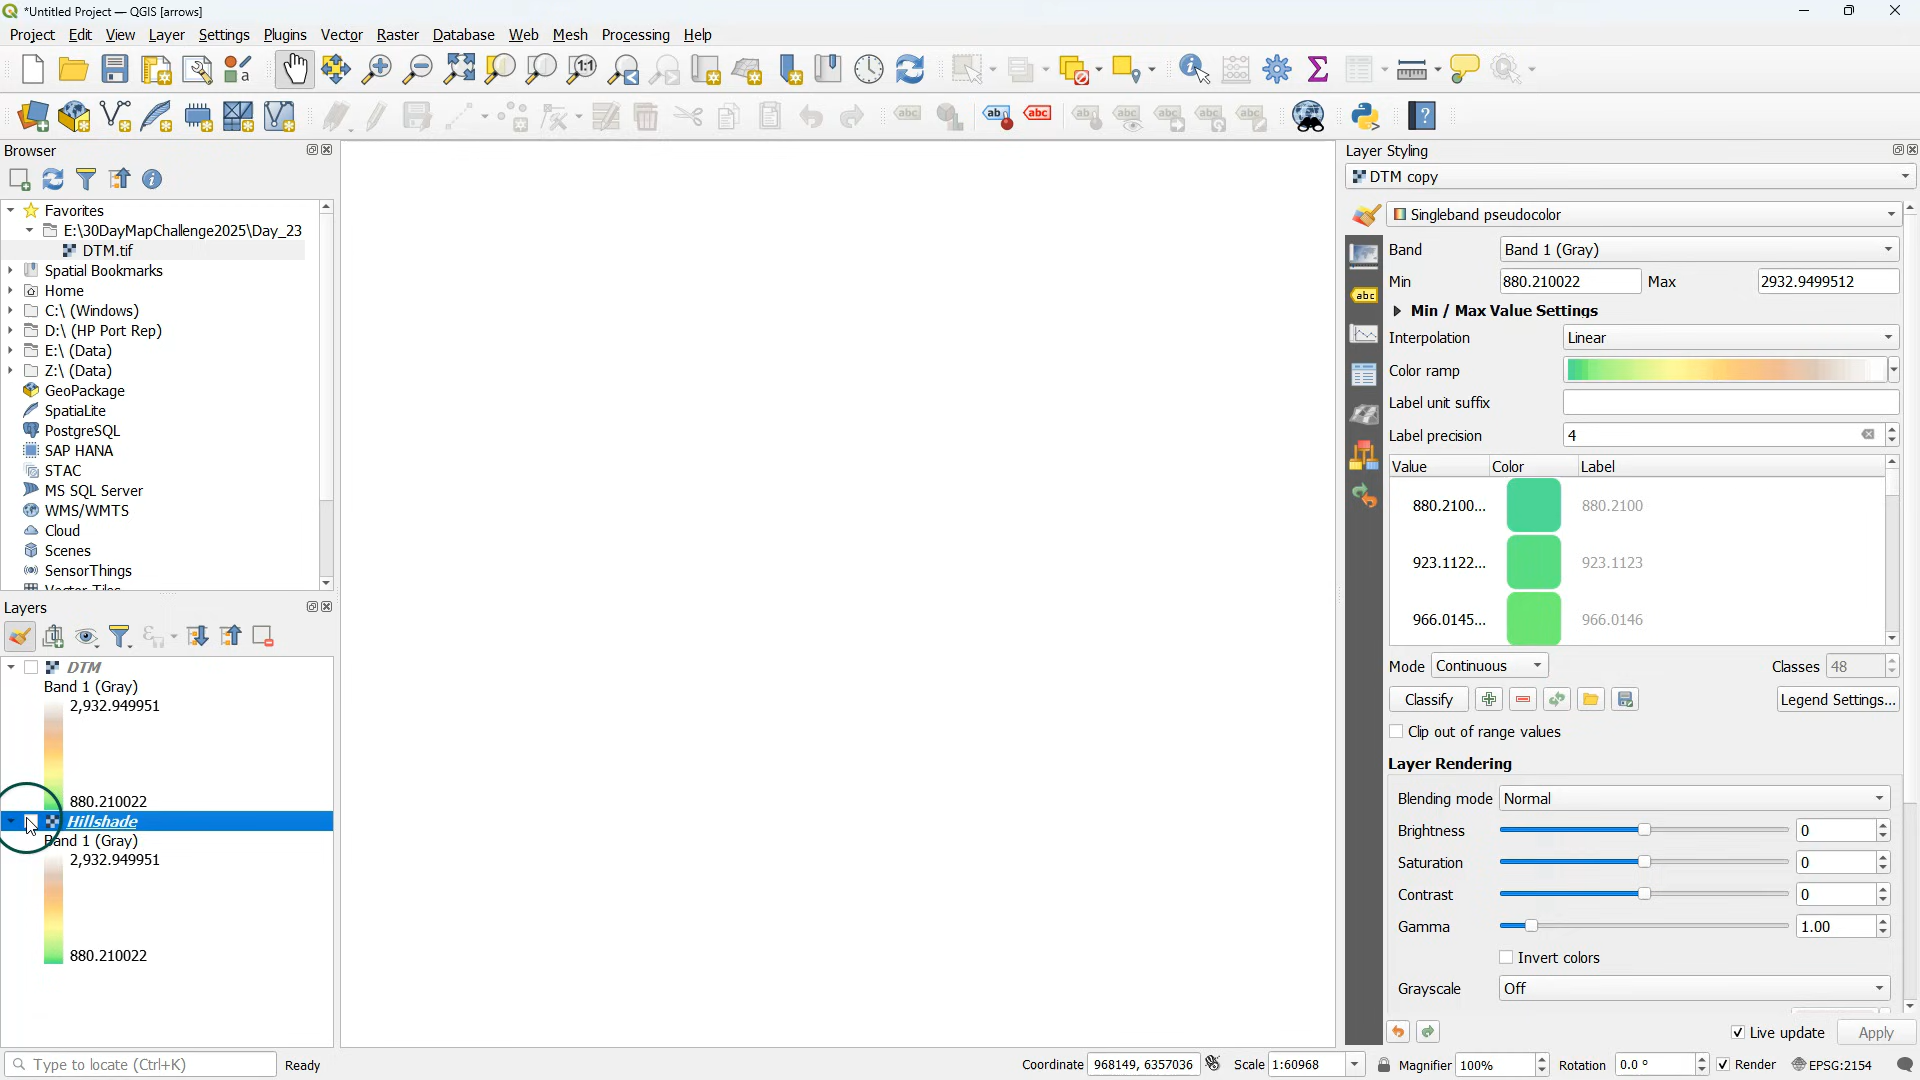 *Untitled Project — QGIS [arrows]
Project Edit View Layer Settings Plugins Vector Raster Database Web Mesh Processing Help
Browser
Favorites
E:\30DayMapChallenge2025\Day_23
DTM.tif
Spatial Bookmarks
Home
C:\ (Windows)
D:\ (HP Port Rep)
E:\ (Data)
Z:\ (Data)
GeoPackage
SpatiaLite
PostgreSQL
SAP HANA
STAC
MS SQL Server
WMS/WMTS
Cloud
Scenes
SensorThings
Layers
DTM
Band 1 (Gray)
2,932.949951
880.210022
Hillshade
Band 1 (Gray)
2,932.949951
880.210022
Layer Styling
DTM copy
Singleband pseudocolor
Band Band 1 (Gray)
Min 880.210022 Max 2932.9499512
Min / Max Value Settings
Interpolation Linear
Color ramp
Label unit suffix
Label precision 4
Value Color Label
880.2100... 880.2100
923.1122... 923.1123
966.0145... 966.0146
Mode Continuous Classes 48
Classify Legend Settings...
Clip out of range values
Layer Rendering
Blending mode Normal
Brightness 0
Saturation 0
Contrast 0
Gamma 1.00
Invert colors
Grayscale Off
Live update Apply
Type to locate (Ctrl+K) Ready Coordinate 968149, 6357036 Scale 1:60968 Magnifier 100% Rotation 0.0 ° Render EPSG:2154